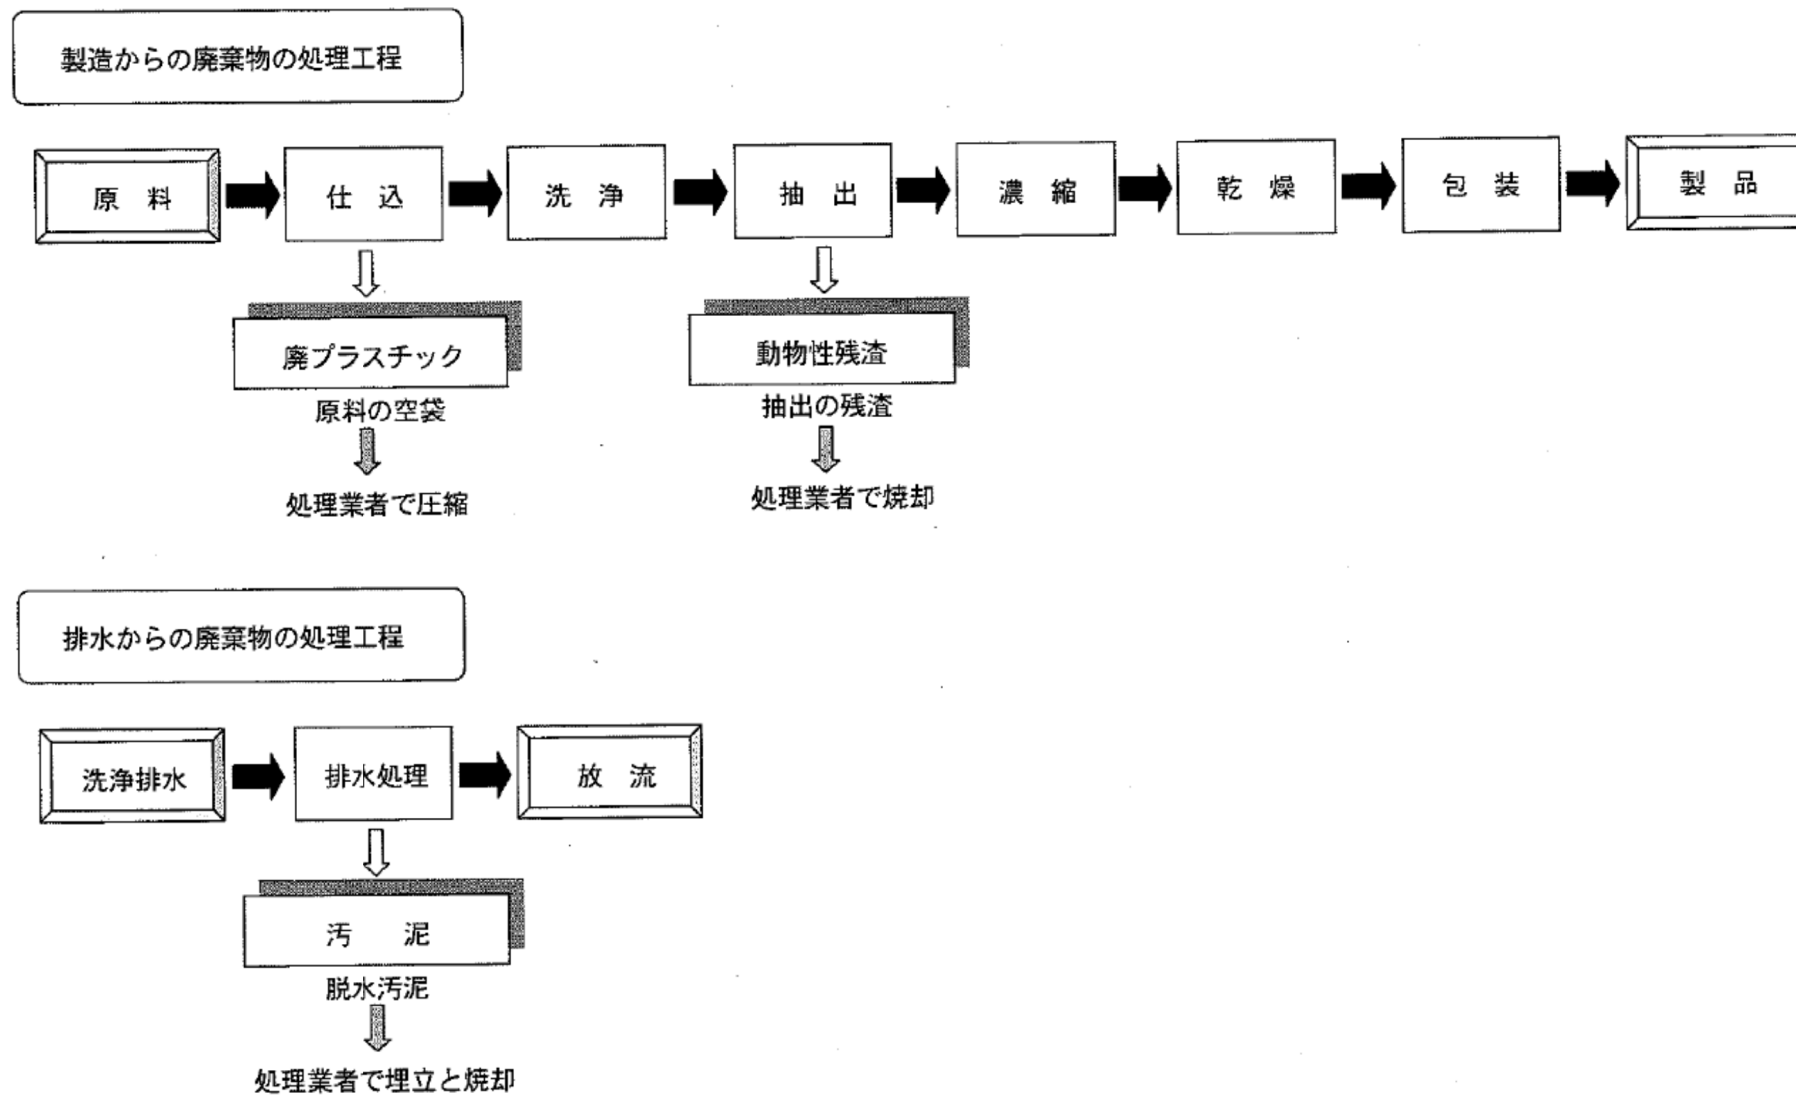 製造からの廃棄物の処理工程
原料 仕込 洗浄 抽出 濃縮 乾燥 包装 製品
廃プラスチック 動物性残渣
原料の空袋 抽出の残渣
処理業者で圧縮 処理業者で焼却
排水からの廃棄物の処理工程
洗浄排水 排水処理 放流
汚泥
脱水汚泥
処理業者で埋立と焼却